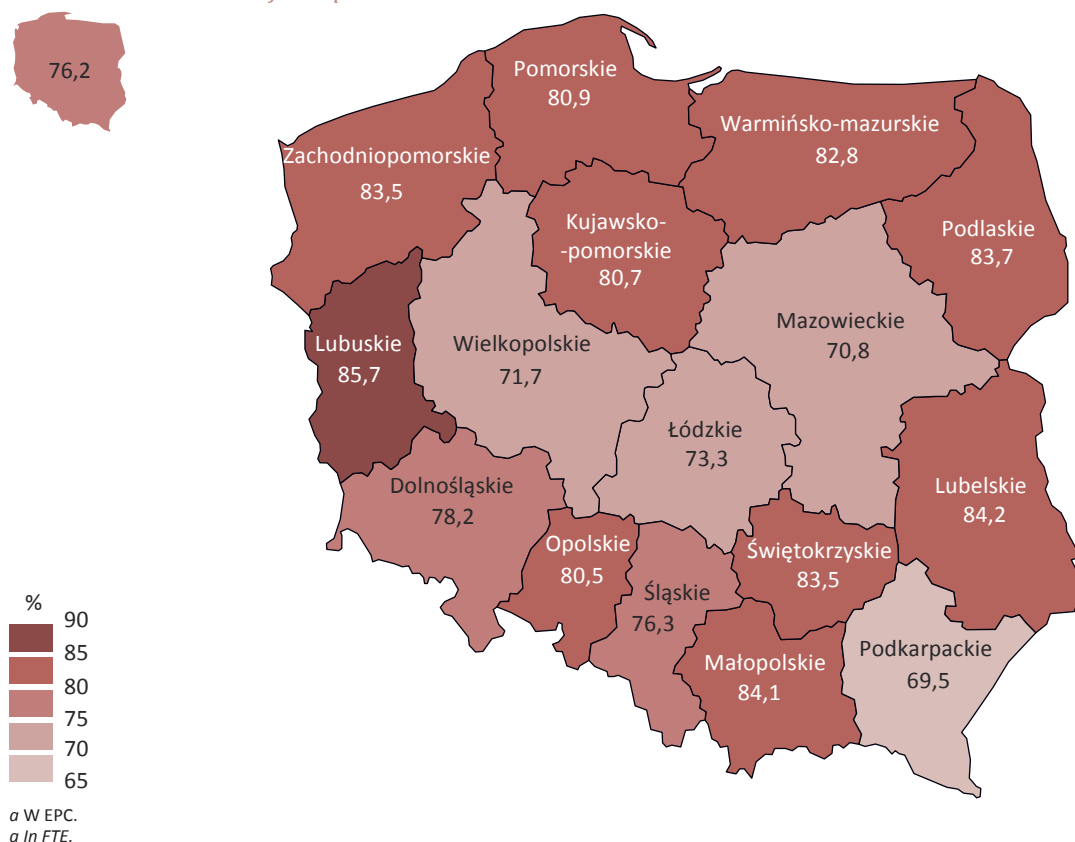 76,2
Pomorskie
80,9
Warmińsko-mazurskie
82,8
Zachodniopomorskie
83,5
Kujawsko-
-pomorskie
80,7
Podlaskie
83,7
Mazowieckie
70,8
Lubuskie
85,7
Wielkopolskie
71,7
Łódzkie
73,3
Dolnośląskie
78,2
Lubelskie
84,2
Opolskie
80,5
Świętokrzyskie
83,5
Śląskie
76,3
Małopolskie
84,1
Podkarpackie
69,5
%
90
85
80
75
70
65
a W EPC.
a In FTE.